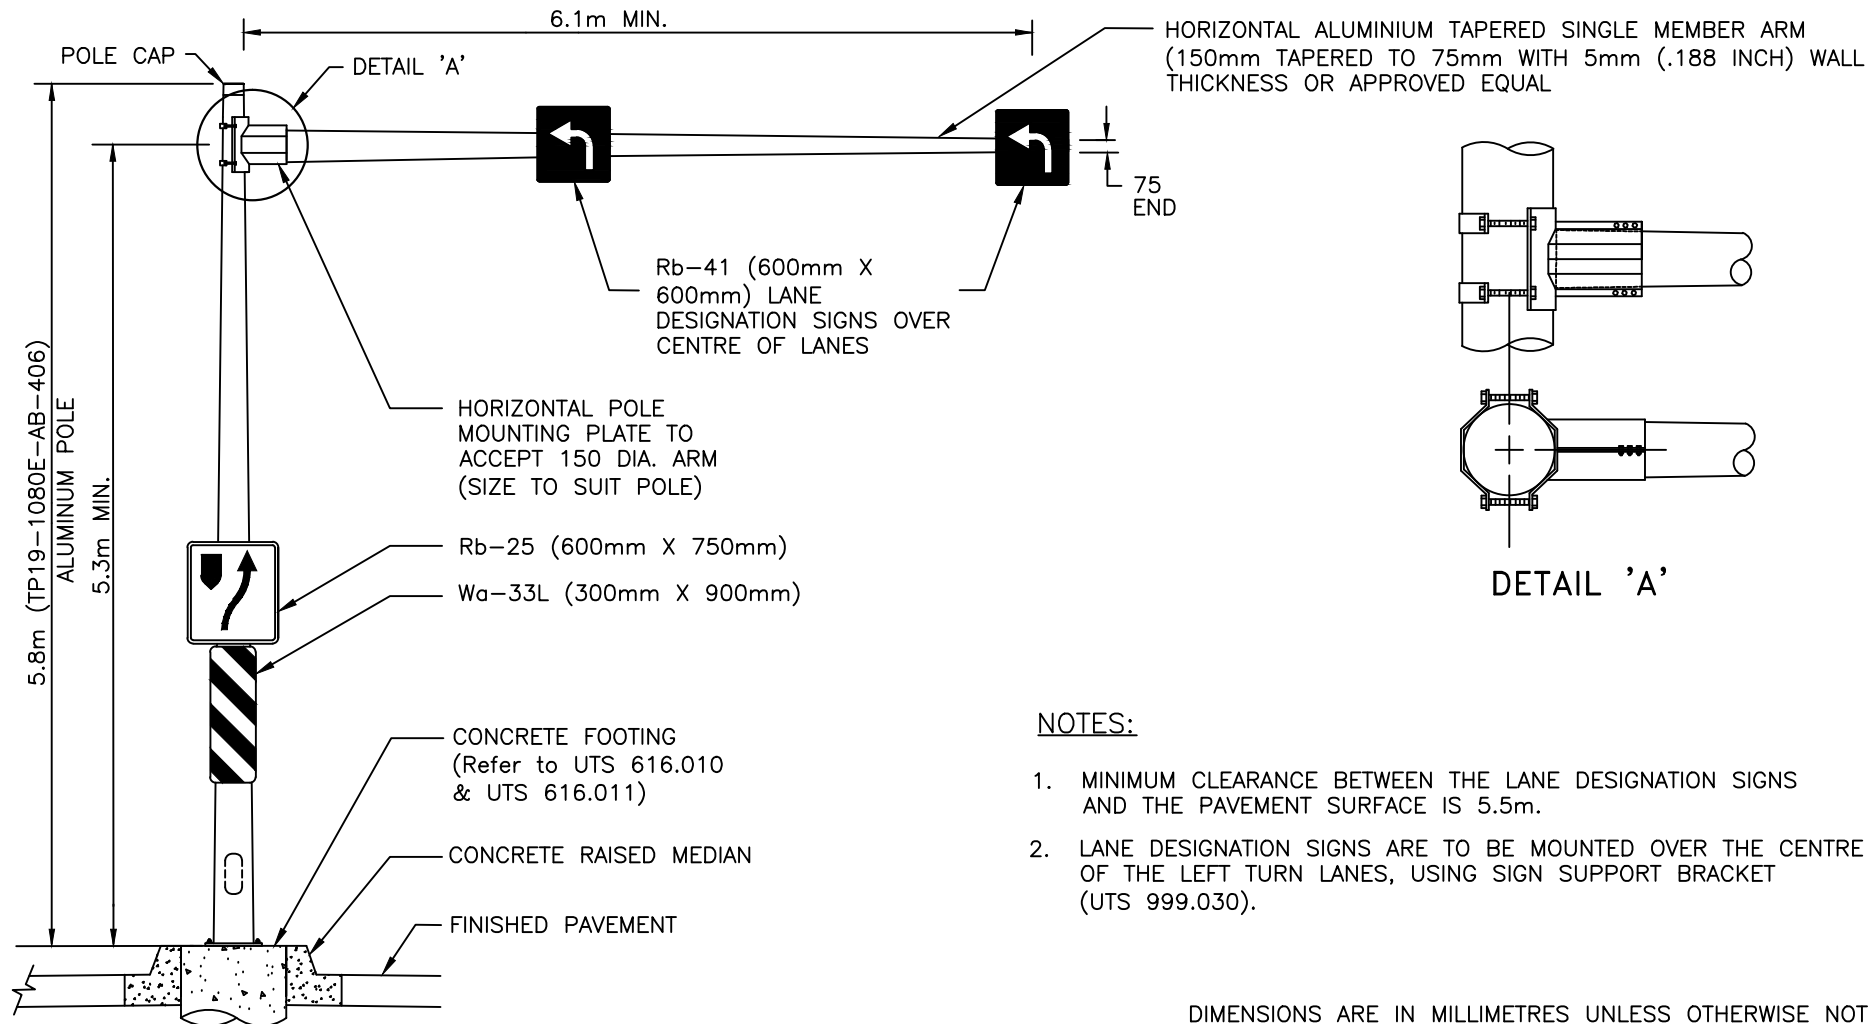 6.1m MIN.
POLE CAP
DETAIL 'A'
HORIZONTAL ALUMINIUM TAPERED SINGLE MEMBER ARM
(150mm TAPERED TO 75mm WITH 5mm (.188 INCH) WALL
THICKNESS OR APPROVED EQUAL
75
END
Rb-41 (600mm X
600mm) LANE
DESIGNATION SIGNS OVER
CENTRE OF LANES
5.8m (TP19-1080E-AB-406)
ALUMINUM POLE
5.3m MIN.
HORIZONTAL POLE
MOUNTING PLATE TO
ACCEPT 150 DIA. ARM
(SIZE TO SUIT POLE)
Rb-25 (600mm X 750mm)
Wa-33L (300mm X 900mm)
DETAIL 'A'
CONCRETE FOOTING
(Refer to UTS 616.010
& UTS 616.011)
CONCRETE RAISED MEDIAN
FINISHED PAVEMENT
NOTES:
1. MINIMUM CLEARANCE BETWEEN THE LANE DESIGNATION SIGNS
AND THE PAVEMENT SURFACE IS 5.5m.
2. LANE DESIGNATION SIGNS ARE TO BE MOUNTED OVER THE CENTRE
OF THE LEFT TURN LANES, USING SIGN SUPPORT BRACKET
(UTS 999.030).
DIMENSIONS ARE IN MILLIMETRES UNLESS OTHERWISE NOT